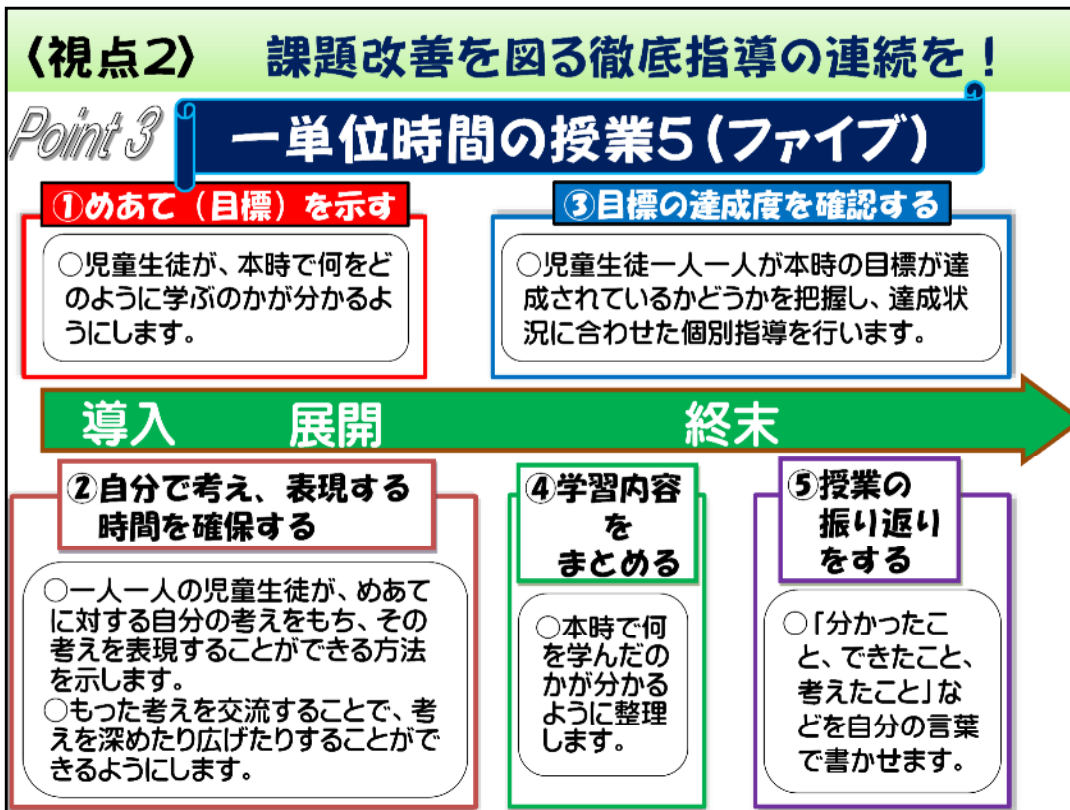 〈視点2〉 課題改善を図る徹底指導の連続を!
Point 3
一単位時間の授業5(ファイブ)
①めあて(目標)を示す
○児童生徒が、本時で何をど
のように学ぶのかが分かるよ
うにします。
③目標の達成度を確認する
○児童生徒一人一人が本時の目標が達
成されているかどうかを把握し、達成状
況に合わせた個別指導を行います。
導入 展開 終末
②自分で考え、表現する
時間を確保する
○一人一人の児童生徒が、めあて
に対する自分の考えをもち、その
考えを表現することができる方法
を示します。
○もった考えを交流することで、考
えを深めたり広げたりすることがで
きるようにします。
④学習内容
を
まとめる
○本時で何
を学んだの
かが分かる
ように整理
します。
⑤授業の
振り返り
をする
○「分かったこ
と、できたこと、
考えたこと」な
どを自分の言葉
で書かせます。